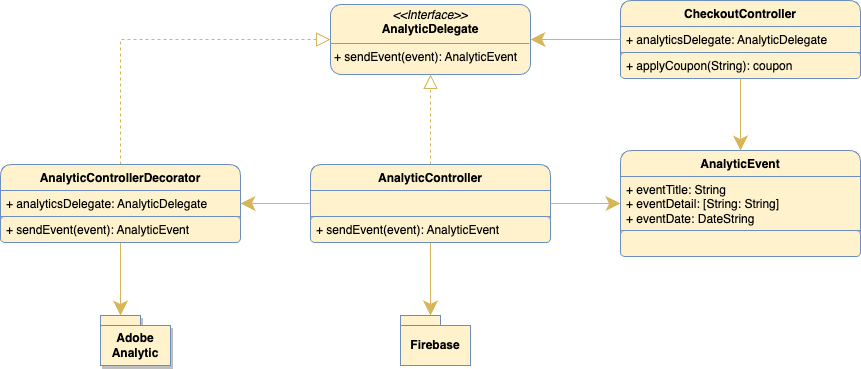 <<Interface>>
AnalyticDelegate
+ sendEvent(event): AnalyticEvent
CheckoutController
+ analyticsDelegate: AnalyticDelegate
+ applyCoupon(String): coupon
AnalyticControllerDecorator
+ analyticsDelegate: AnalyticDelegate
+ sendEvent(event): AnalyticEvent
AnalyticController
+ sendEvent(event): AnalyticEvent
AnalyticEvent
+ eventTitle: String
+ eventDetail: [String: String]
+ eventDate: DateString
Adobe
Analytic
Firebase